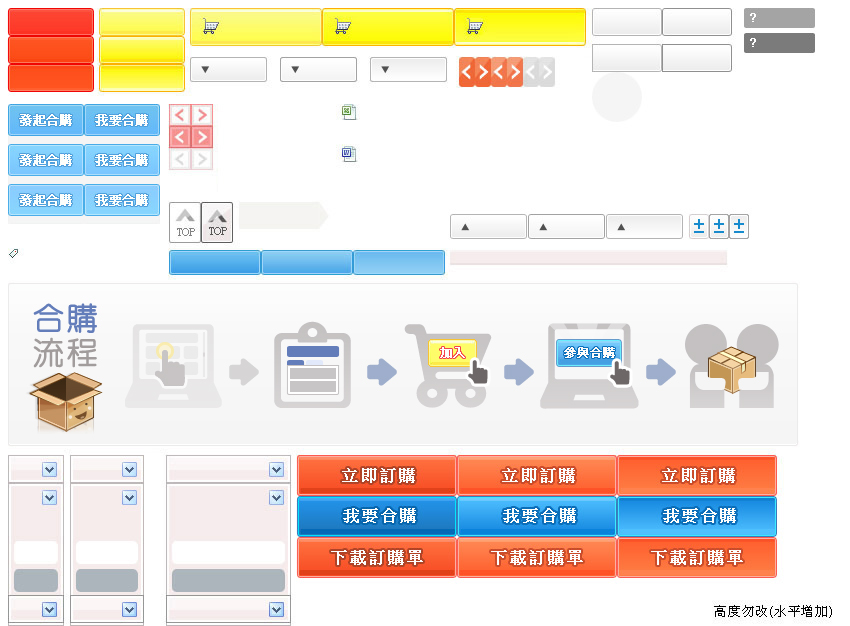 ?
?
發起合購 我要合購
發起合購 我要合購
發起合購 我要合購
TOP TOP
合購
流程
加入
參與合購
立即訂購 立即訂購 立即訂購
我要合購 我要合購 我要合購
下載訂購單 下載訂購單 下載訂購單
高度勿改(水平增加)